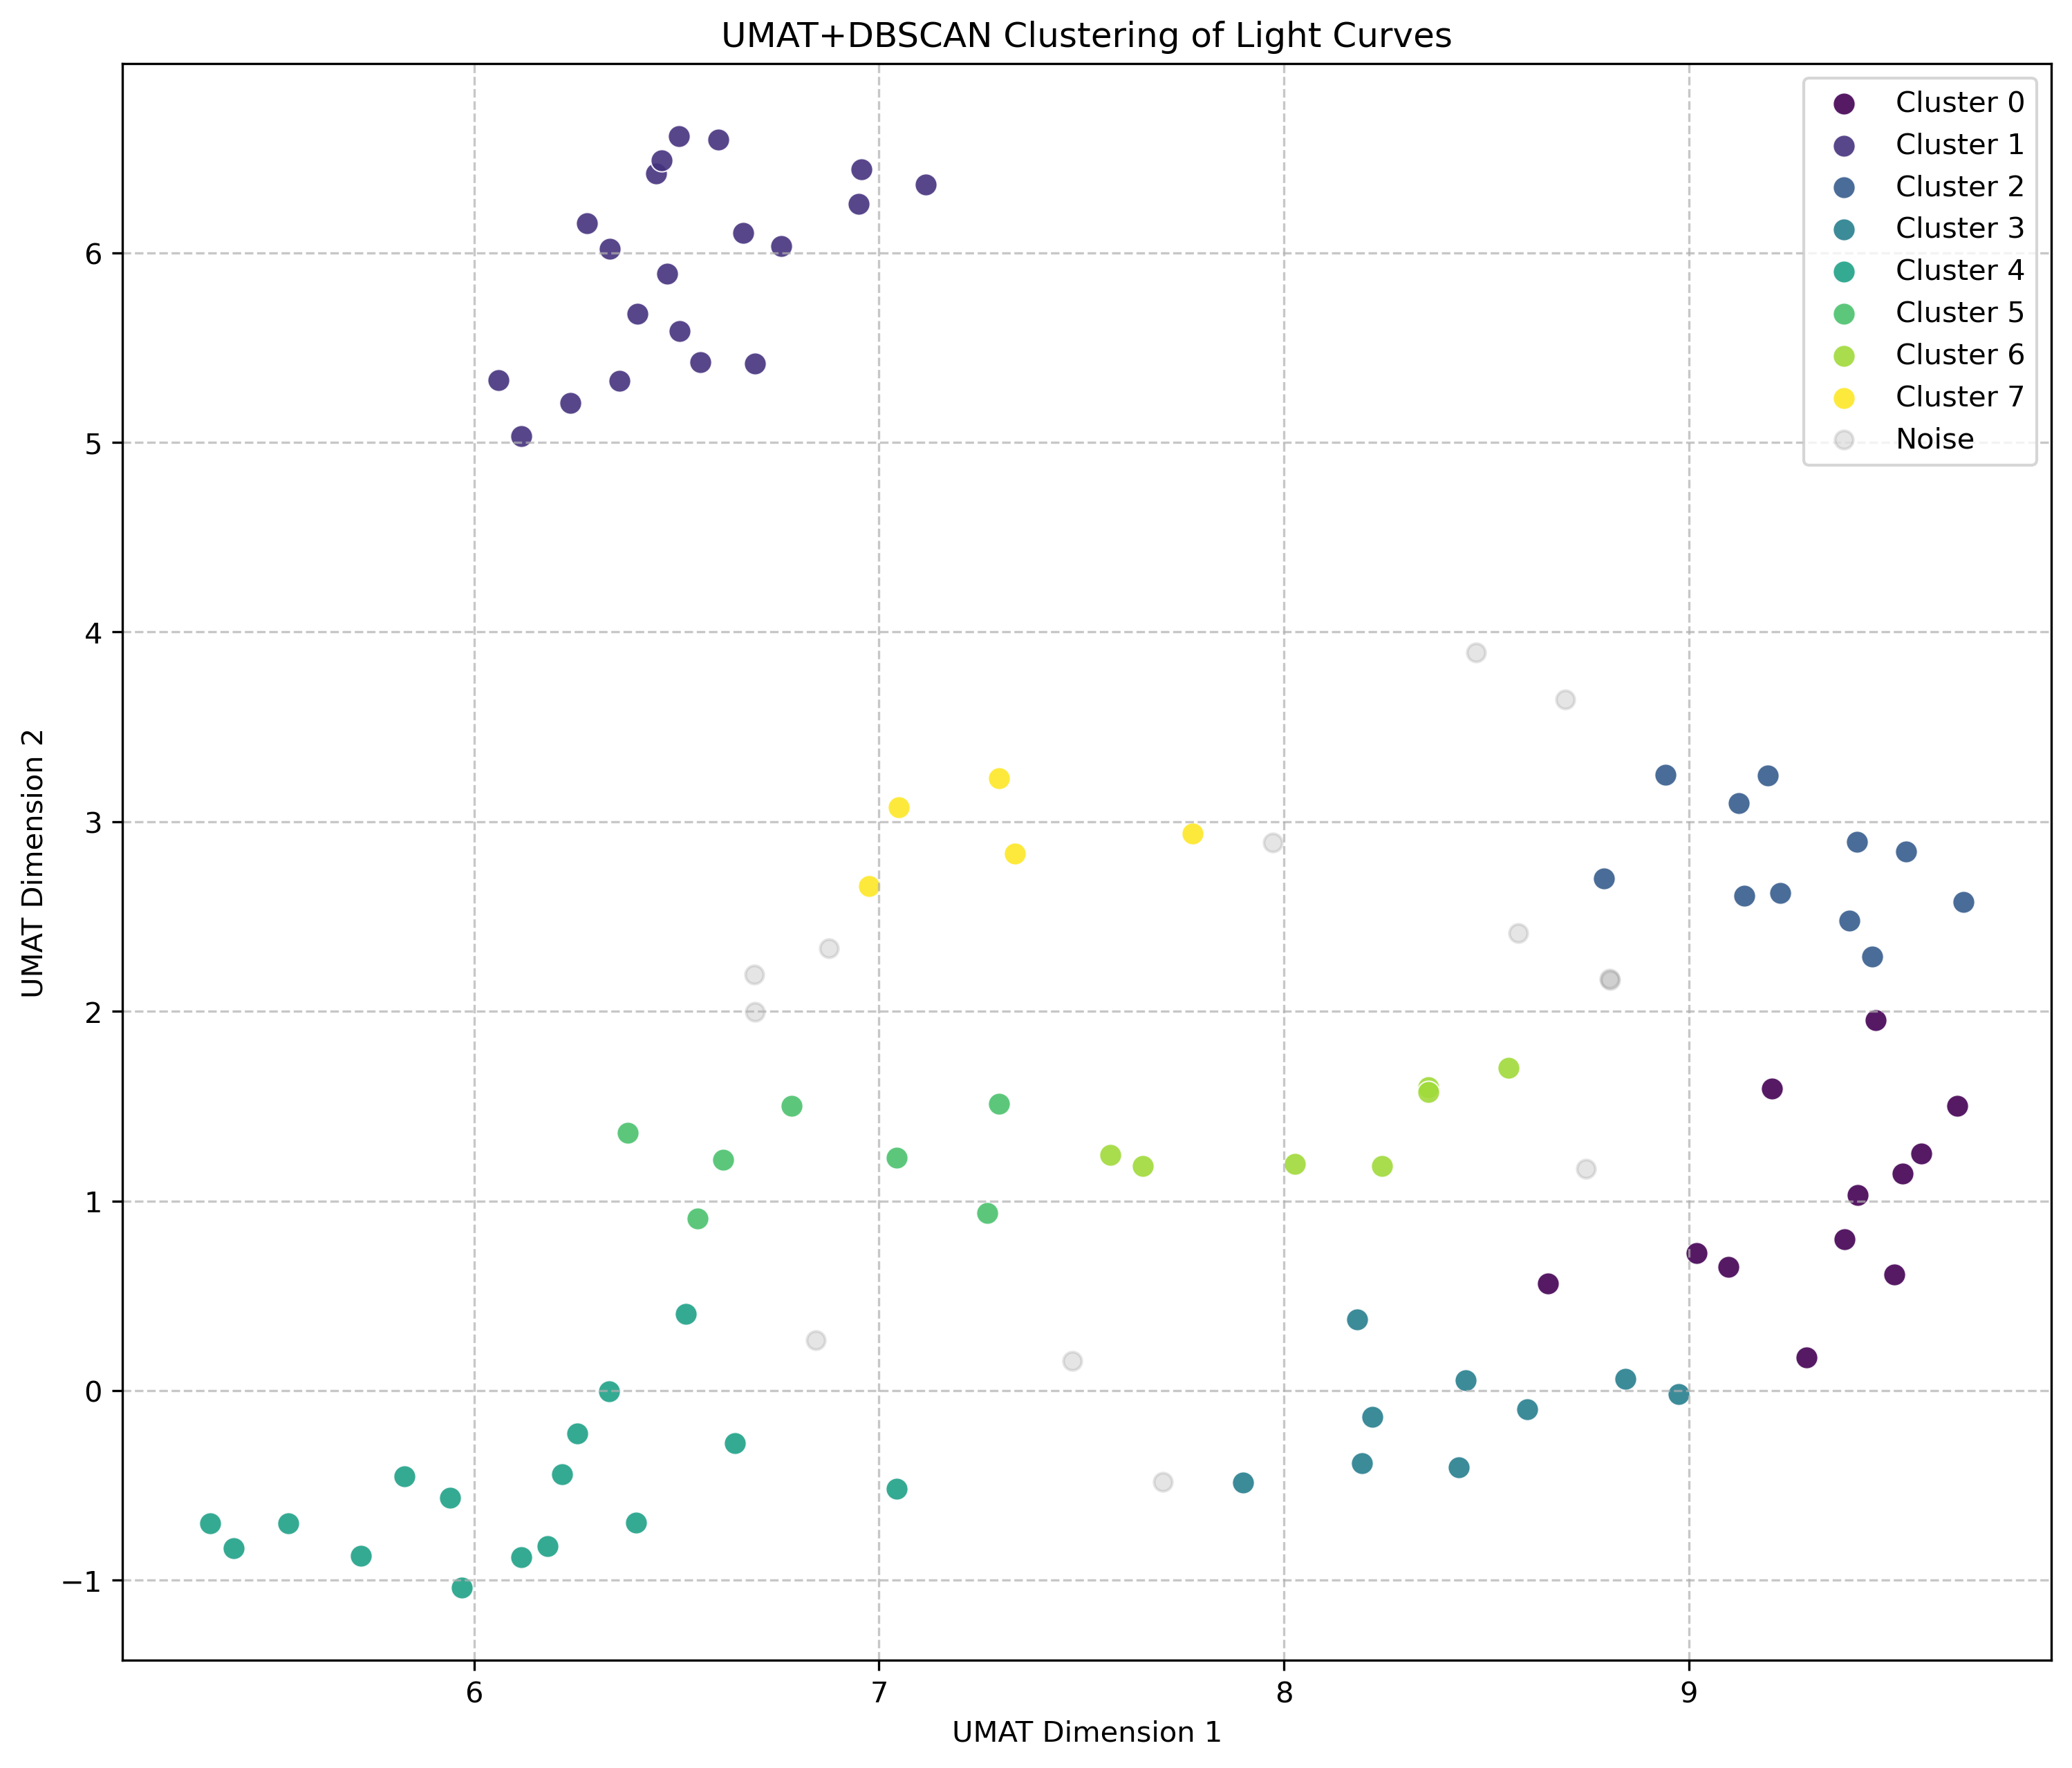 UMAT+DBSCAN Clustering of Light Curves
Cluster 0
Cluster 1
Cluster 2
Cluster 3
Cluster 4
Cluster 5
Cluster 6
Cluster 7
Noise
UMAT Dimension 2
6
5
4
3
2
1
0
−1
6 7 8 9
UMAT Dimension 1